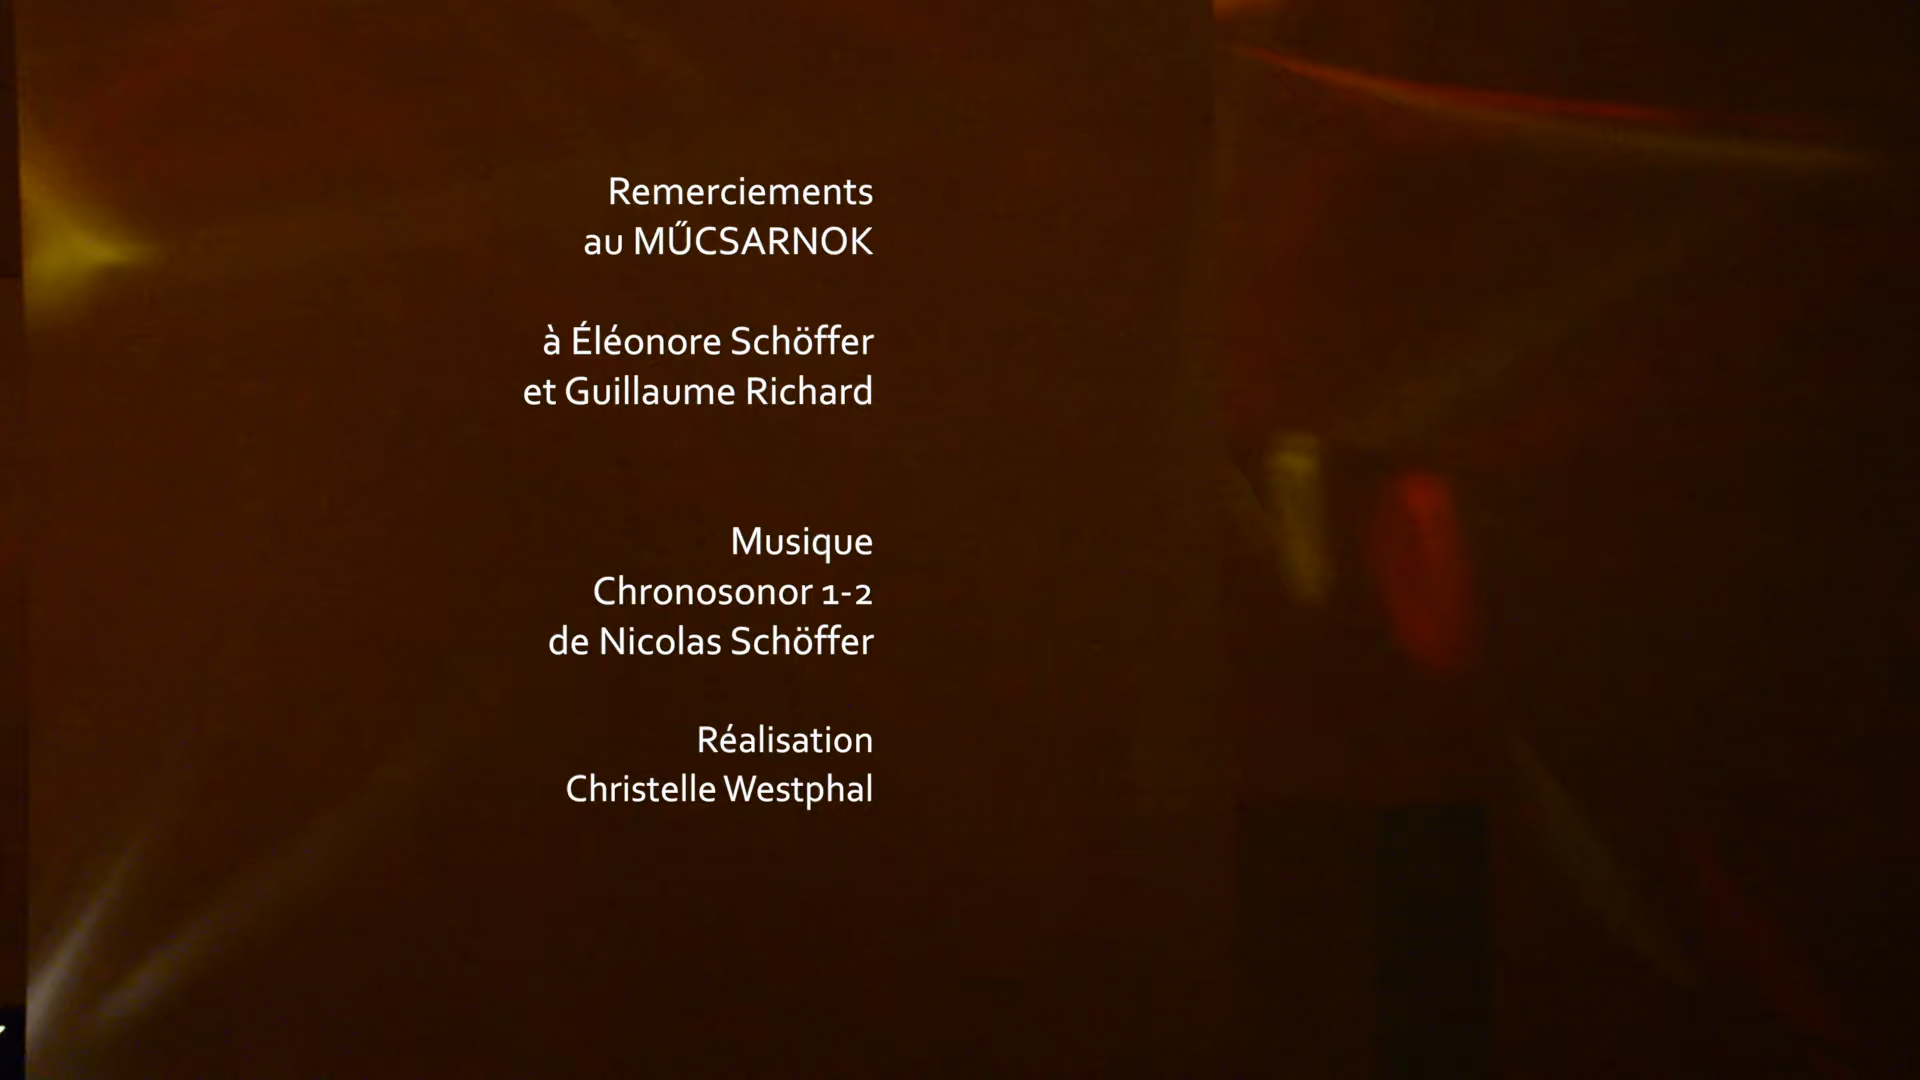 Remerciements
au MŰCSARNOK
à Éléonore Schöffer
et Guillaume Richard
Musique
Chronosonor 1-2
de Nicolas Schöffer
Réalisation
Christelle Westphal